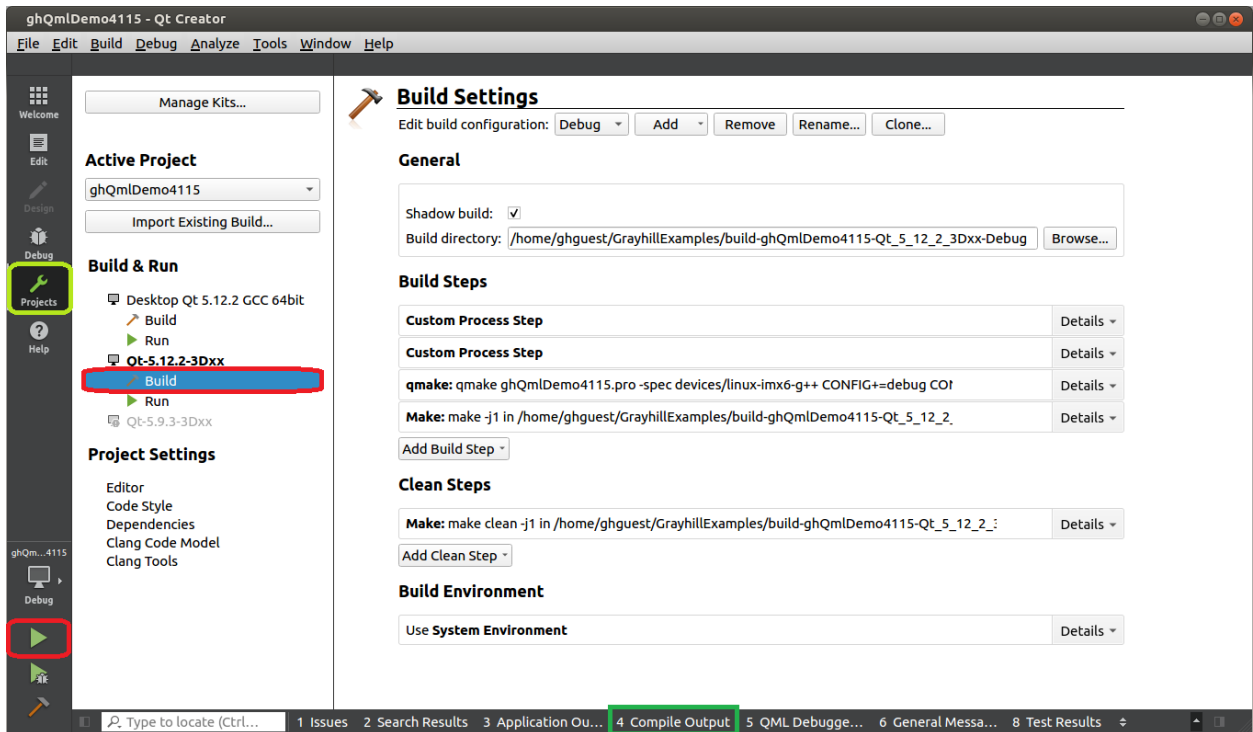 ghQmlDemo4115 - Qt Creator
File Edit Build Debug Analyze Tools Window Help
Welcome
Edit
Design
Debug
Projects
Help
ghQm...4115
Debug
Manage Kits...
Active Project
ghQmlDemo4115
Import Existing Build...
Build & Run
Desktop Qt 5.12.2 GCC 64bit
Build
Run
Qt-5.12.2-3Dxx
Build
Run
Qt-5.9.3-3Dxx
Project Settings
Editor
Code Style
Dependencies
Clang Code Model
Clang Tools
Build Settings
Edit build configuration: Debug Add Remove Rename... Clone...
General
Shadow build:
Build directory: /home/ghguest/GrayhillExamples/build-ghQmlDemo4115-Qt_5_12_2_3Dxx-Debug Browse...
Build Steps
Custom Process Step Details
Custom Process Step Details
qmake: qmake ghQmlDemo4115.pro -spec devices/linux-imx6-g++ CONFIG+=debug CON Details
Make: make -j1 in /home/ghguest/GrayhillExamples/build-ghQmlDemo4115-Qt_5_12_2_ Details
Add Build Step
Clean Steps
Make: make clean -j1 in /home/ghguest/GrayhillExamples/build-ghQmlDemo4115-Qt_5_12_2_3 Details
Add Clean Step
Build Environment
Use System Environment Details
Type to locate (Ctrl... 1 Issues 2 Search Results 3 Application Ou... 4 Compile Output 5 QML Debugge... 6 General Messa... 8 Test Results